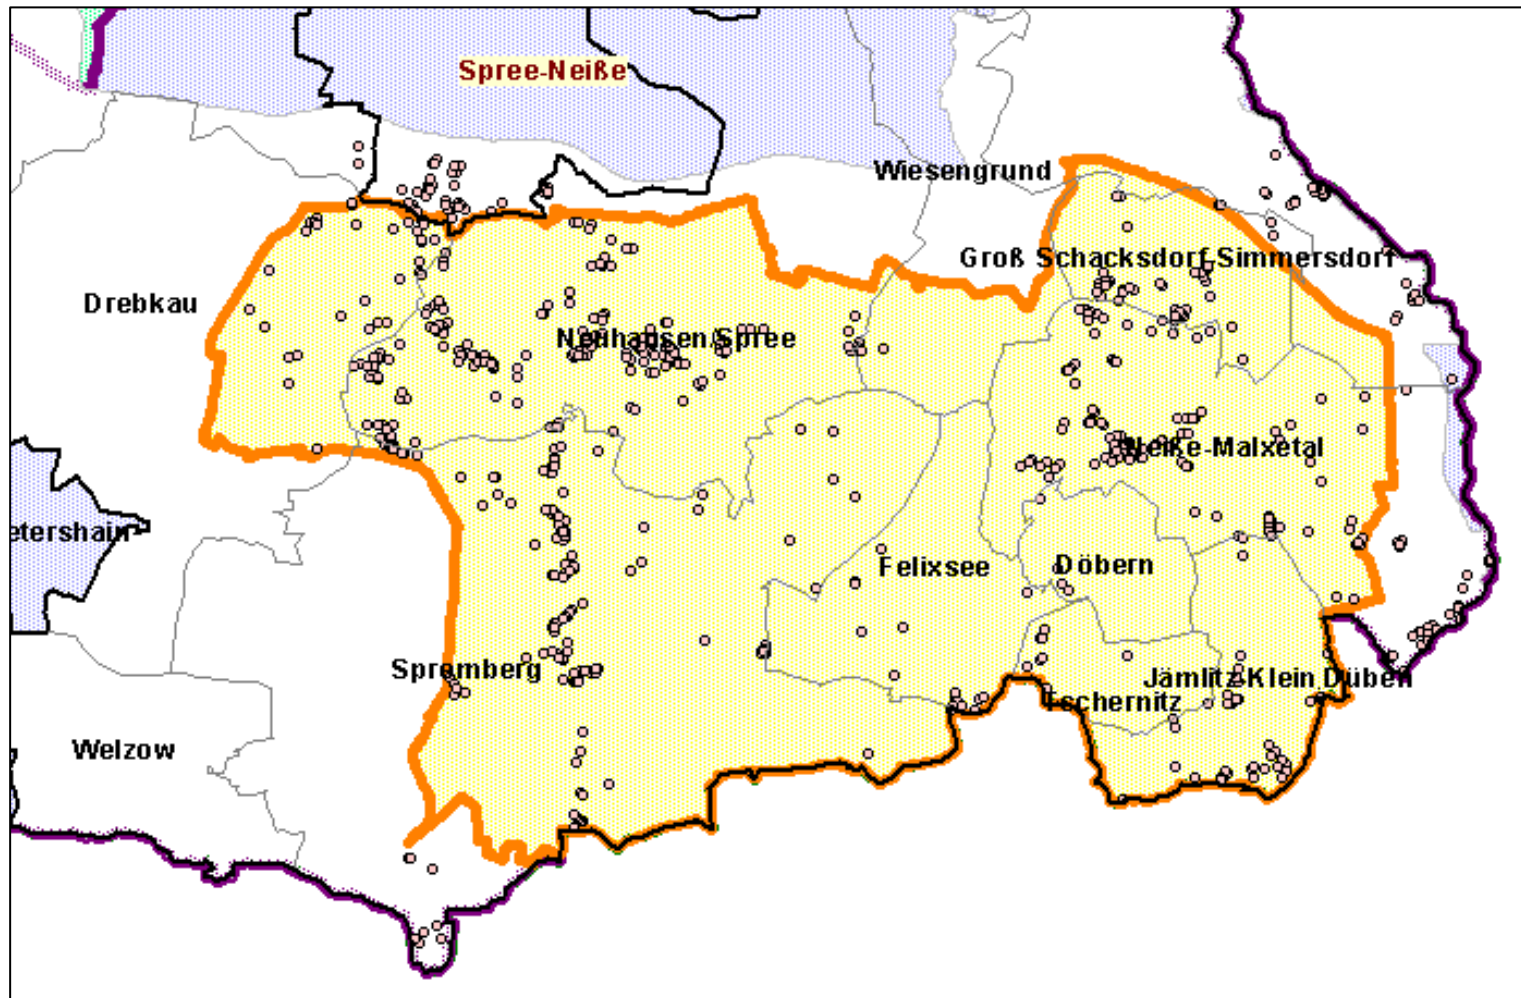 Spree-Neiße
Wiesengrund
Groß Schacksdorf-Simmersdorf
Drebkau
Neuhausen/Spree
Neiße-Malxetal
etershain
Felixsee
Döbern
Spremberg
Jämlitz-Klein Düben
Tschernitz
Welzow